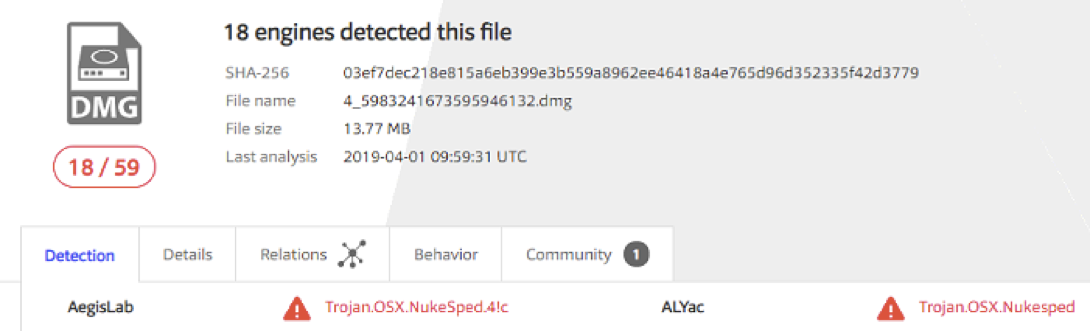 18 engines detected this file
SHA-256 03ef7dec218e815a6eb399e3b559a8962ee46418a4e765d96d352335f42d3779
File name 4_5983241673595946132.dmg
File size 13.77 MB
Last analysis 2019-04-01 09:59:31 UTC
DMG
18 / 59
Detection Details Relations Behavior Community 1
AegisLab Trojan.OSX.NukeSped.4!c ALYac Trojan.OSX.Nukesped